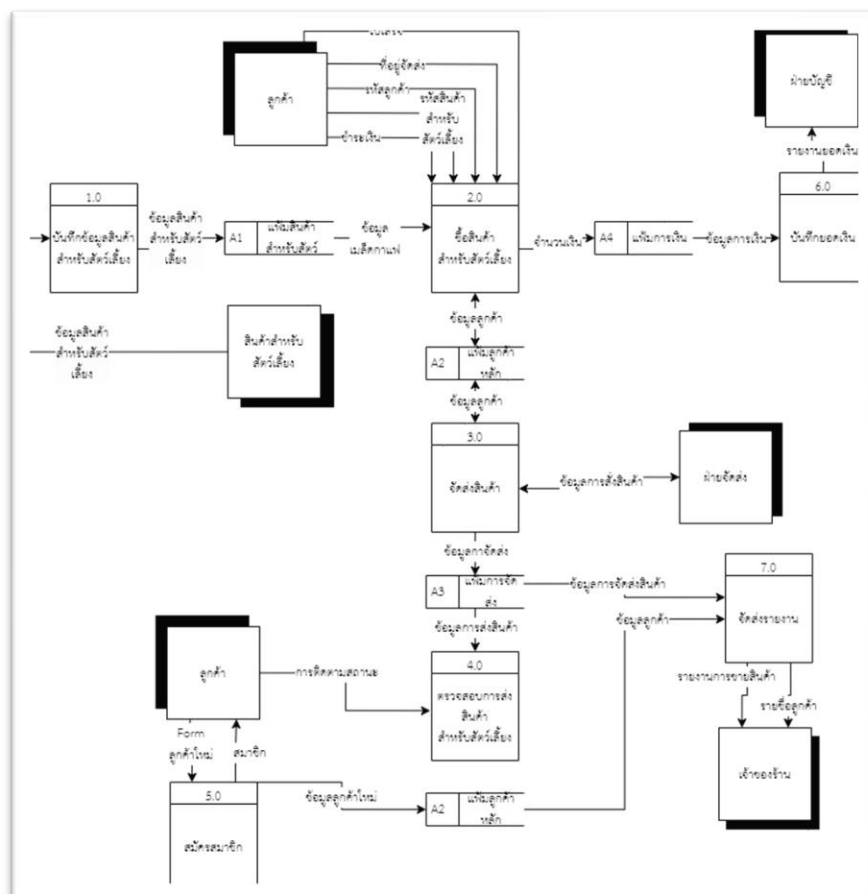 ใบเสร็จ
ที่อยู่จัดส่ง
ลูกค้า
รหัสลูกค้า
รหัสสินค้า
สำหรับ
สัตว์เลี้ยง
ชำระเงิน
ฝ่ายบัญชี
รายงานยอดเงิน
1.0
บันทึกข้อมูลสินค้า
สำหรับสัตว์เลี้ยง
ข้อมูลสินค้า
สำหรับสัตว์
เลี้ยง
A1
แฟ้มสินค้า
สำหรับสัตว์
ข้อมูล
เมล็ดกาแฟ
2.0
ซื้อสินค้า
สำหรับสัตว์เลี้ยง
จำนวนเงิน
A4
แฟ้มการเงิน
ข้อมูลการเงิน
6.0
บันทึกยอดเงิน
ข้อมูลสินค้า
สำหรับสัตว์
เลี้ยง
สินค้าสำหรับ
สัตว์เลี้ยง
ข้อมูลลูกค้า
A2
แฟ้มลูกค้า
หลัก
ข้อมูลลูกค้า
3.0
จัดส่งสินค้า
ข้อมูลการสั่งสินค้า
ฝ่ายจัดส่ง
ข้อมูลกาจัดส่ง
A3
แฟ้มการจัด
ส่ง
ข้อมูลการจัดส่งสินค้า
ข้อมูลลูกค้า
7.0
จัดส่งรายงาน
ข้อมูลการส่งสินค้า
ลูกค้า
การติดตามสถานะ
4.0
ตรวจสอบการส่ง
สินค้า
สำหรับสัตว์เลี้ยง
รายงานการขายสินค้า
รายชื่อลูกค้า
Form
ลูกค้าใหม่
สมาชิก
เจ้าของร้าน
5.0
สมัครสมาชิก
ข้อมูลลูกค้าใหม่
A2
แฟ้มลูกค้า
หลัก